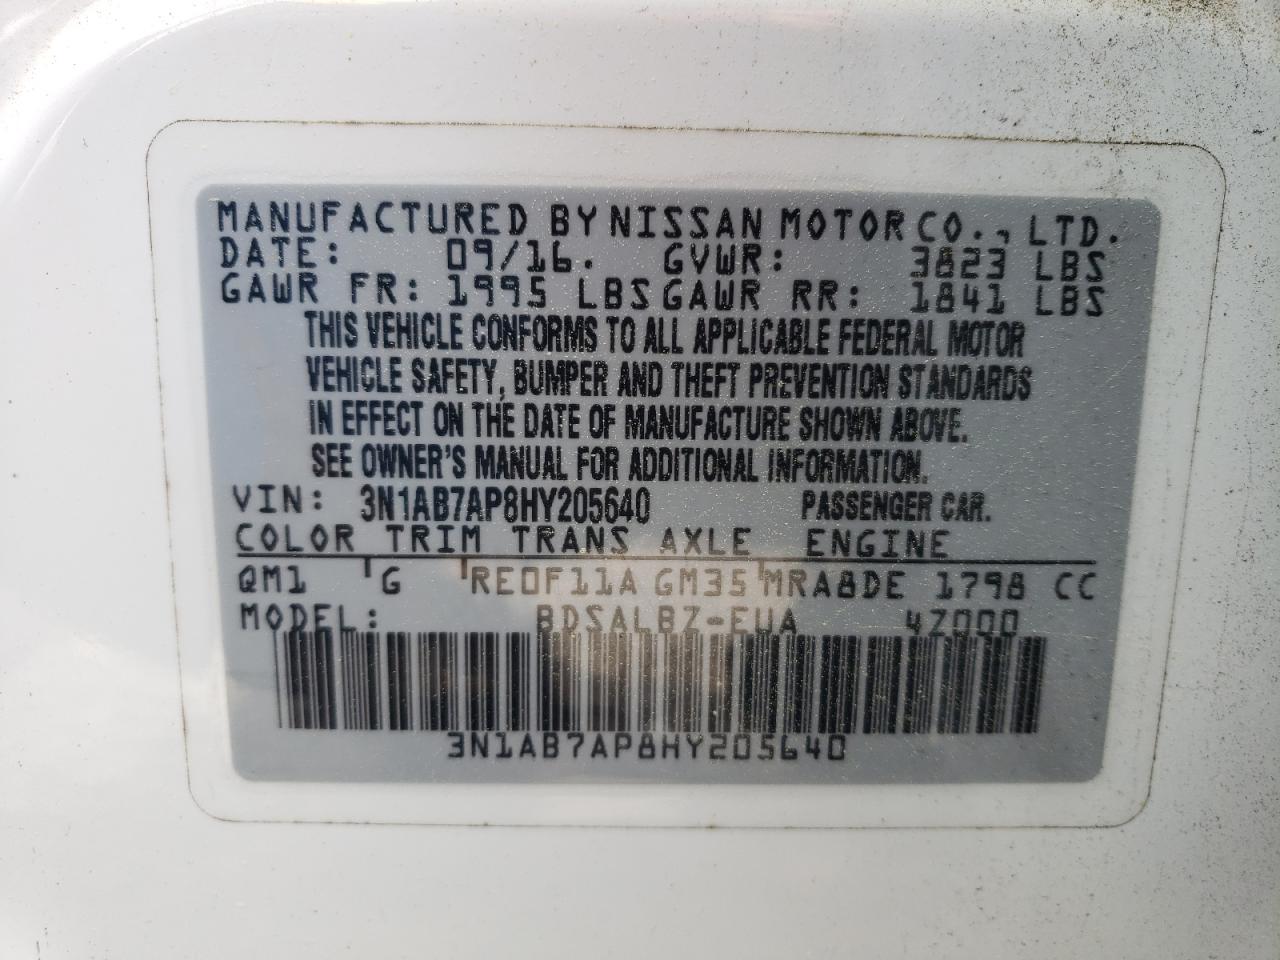 MANUFACTURED BY NISSAN MOTOR CO., LTD.
DATE: 09/16. GVWR: 3823 LBS
GAWR FR: 1995 LBS GAWR RR: 1841 LBS
THIS VEHICLE CONFORMS TO ALL APPLICABLE FEDERAL MOTOR
VEHICLE SAFETY, BUMPER AND THEFT PREVENTION STANDARDS
IN EFFECT ON THE DATE OF MANUFACTURE SHOWN ABOVE.
SEE OWNER'S MANUAL FOR ADDITIONAL INFORMATION.
VIN: 3N1AB7AP8HY205640 PASSENGER CAR.
COLOR TRIM TRANS AXLE ENGINE
QM1 G RE0F11A GM35 MRA8DE 1798 CC
MODEL: BDSALBZ-EUA 4Z000
3N1AB7AP8HY205640